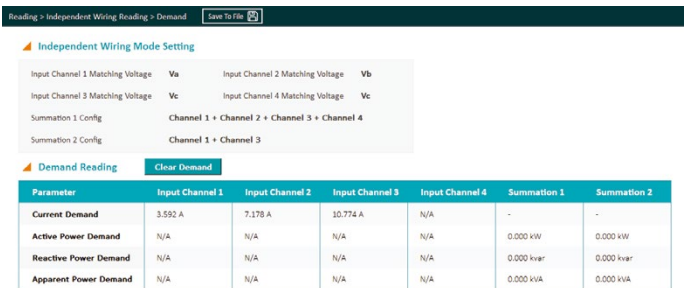 Reading > Independent Wiring Reading > Demand Save To File
Independent Wiring Mode Setting
Input Channel 1 Matching Voltage Va Input Channel 2 Matching Voltage Vb
Input Channel 3 Matching Voltage Vc Input Channel 4 Matching Voltage Vc
Summation 1 Config Channel 1 + Channel 2 + Channel 3 + Channel 4
Summation 2 Config Channel 1 + Channel 3
Demand Reading Clear Demand
Parameter Input Channel 1 Input Channel 2 Input Channel 3 Input Channel 4 Summation 1 Summation 2
Current Demand 3.592 A 7.178 A 10.774 A N/A - -
Active Power Demand N/A N/A N/A N/A 0.000 kW 0.000 kW
Reactive Power Demand N/A N/A N/A N/A 0.000 kvar 0.000 kvar
Apparent Power Demand N/A N/A N/A N/A 0.000 kVA 0.000 kVA